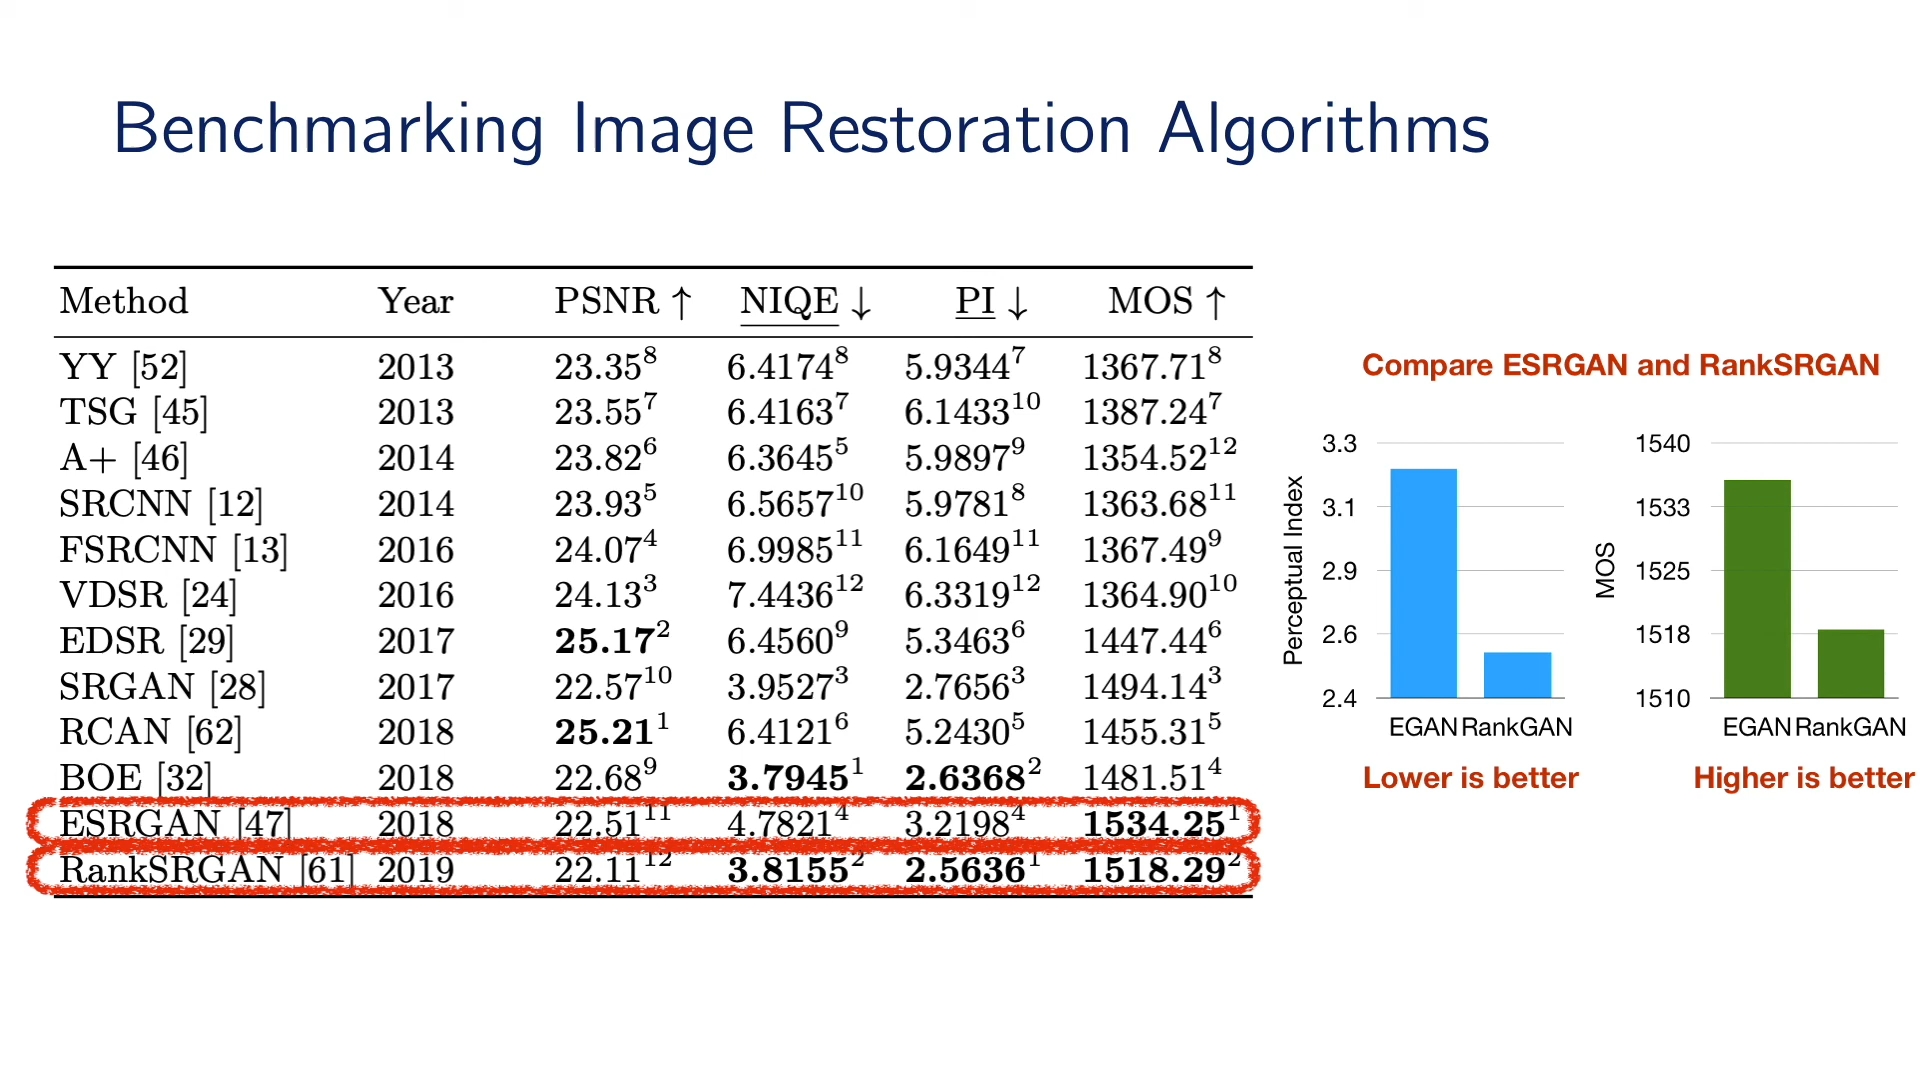 Benchmarking Image Restoration Algorithms
Method Year PSNR ↑ NIQE ↓ PI ↓ MOS ↑
YY [52] 2013 23.35⁸ 6.4174⁸ 5.9344⁷ 1367.71⁸
TSG [45] 2013 23.55⁷ 6.4163⁷ 6.1433¹⁰ 1387.24⁷
A+ [46] 2014 23.82⁶ 6.3645⁵ 5.9897⁹ 1354.52¹²
SRCNN [12] 2014 23.93⁵ 6.5657¹⁰ 5.9781⁸ 1363.68¹¹
FSRCNN [13] 2016 24.07⁴ 6.9985¹¹ 6.1649¹¹ 1367.49⁹
VDSR [24] 2016 24.13³ 7.4436¹² 6.3319¹² 1364.90¹⁰
EDSR [29] 2017 25.17² 6.4560⁹ 5.3463⁶ 1447.44⁶
SRGAN [28] 2017 22.57¹⁰ 3.9527³ 2.7656³ 1494.14³
RCAN [62] 2018 25.21¹ 6.4121⁶ 5.2430⁵ 1455.31⁵
BOE [32] 2018 22.68⁹ 3.7945¹ 2.6368² 1481.51⁴
ESRGAN [47] 2018 22.51¹¹ 4.7821⁴ 3.2198⁴ 1534.25¹
RankSRGAN [61] 2019 22.11¹² 3.8155² 2.5636¹ 1518.29²
Compare ESRGAN and RankSRGAN
Perceptual Index
3.3
3.1
2.9
2.6
2.4
EGAN RankGAN
Lower is better
MOS
1540
1533
1525
1518
1510
EGAN RankGAN
Higher is better